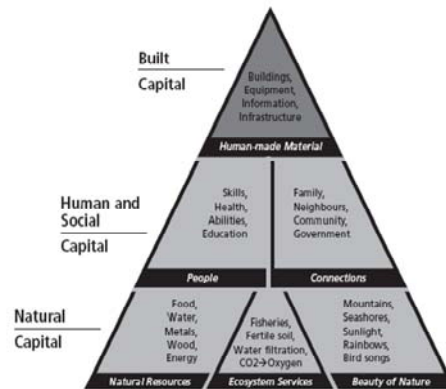 Built
Capital
Buildings,
Equipment,
Information,
Infrastructure
Human-made Material
Human and
Social
Capital
Skills,
Health,
Abilities,
Education
People
Family,
Neighbours,
Community,
Government
Connections
Natural
Capital
Food,
Water,
Metals,
Wood,
Energy
Natural Resources
Fisheries,
Fertile soil,
Water filtration,
CO2→Oxygen
Ecosystem Services
Mountains,
Seashores,
Sunlight,
Rainbows,
Bird songs
Beauty of Nature